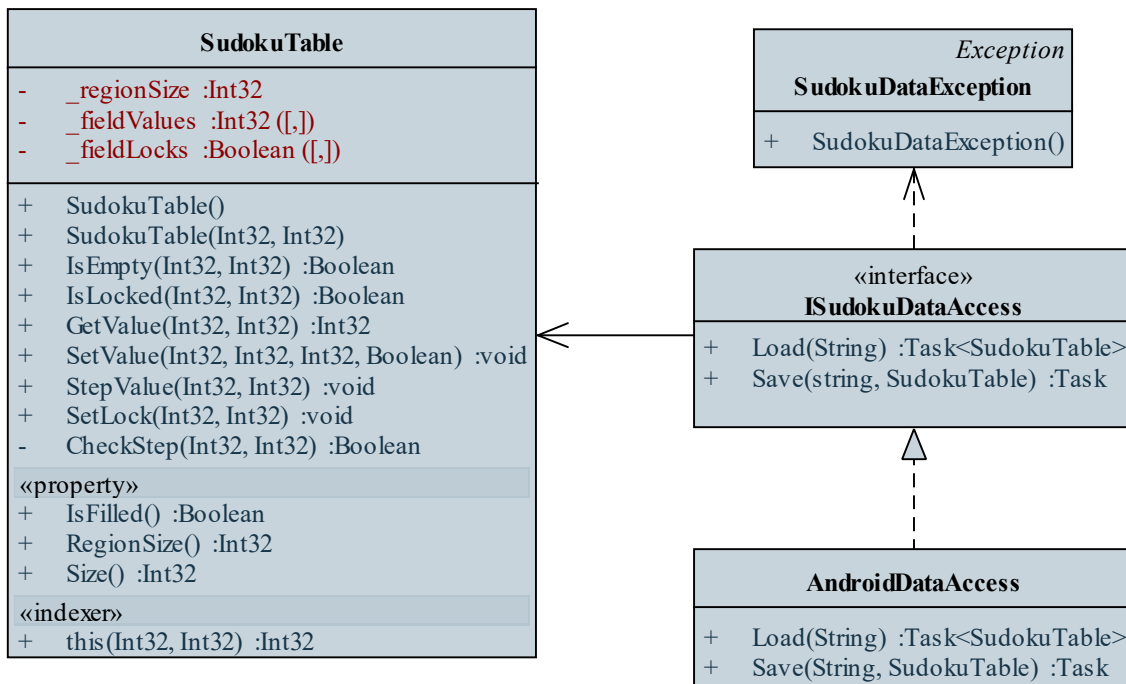 SudokuTable
- _regionSize :Int32
- _fieldValues :Int32 ([,])
- _fieldLocks :Boolean ([,])
+ SudokuTable()
+ SudokuTable(Int32, Int32)
+ IsEmpty(Int32, Int32) :Boolean
+ IsLocked(Int32, Int32) :Boolean
+ GetValue(Int32, Int32) :Int32
+ SetValue(Int32, Int32, Int32, Boolean) :void
+ StepValue(Int32, Int32) :void
+ SetLock(Int32, Int32) :void
- CheckStep(Int32, Int32) :Boolean
«property»
+ IsFilled() :Boolean
+ RegionSize() :Int32
+ Size() :Int32
«indexer»
+ this(Int32, Int32) :Int32
Exception
SudokuDataException
+ SudokuDataException()
«interface»
ISudokuDataAccess
+ Load(String) :Task<SudokuTable>
+ Save(string, SudokuTable) :Task
AndroidDataAccess
+ Load(String) :Task<SudokuTable>
+ Save(String, SudokuTable) :Task